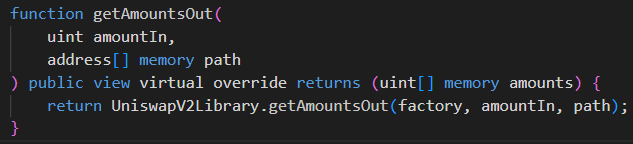 function getAmountsOut(
    uint amountIn,
    address[] memory path
) public view virtual override returns (uint[] memory amounts) {
    return UniswapV2Library.getAmountsOut(factory, amountIn, path);
}